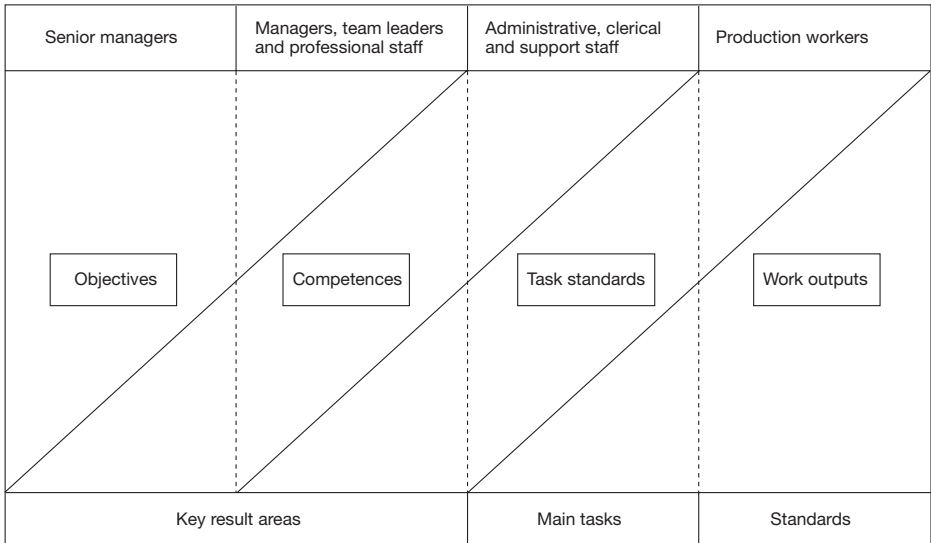 Senior managers
Managers, team leaders
and professional staff
Administrative, clerical
and support staff
Production workers
Objectives
Competences
Task standards
Work outputs
Key result areas
Main tasks
Standards